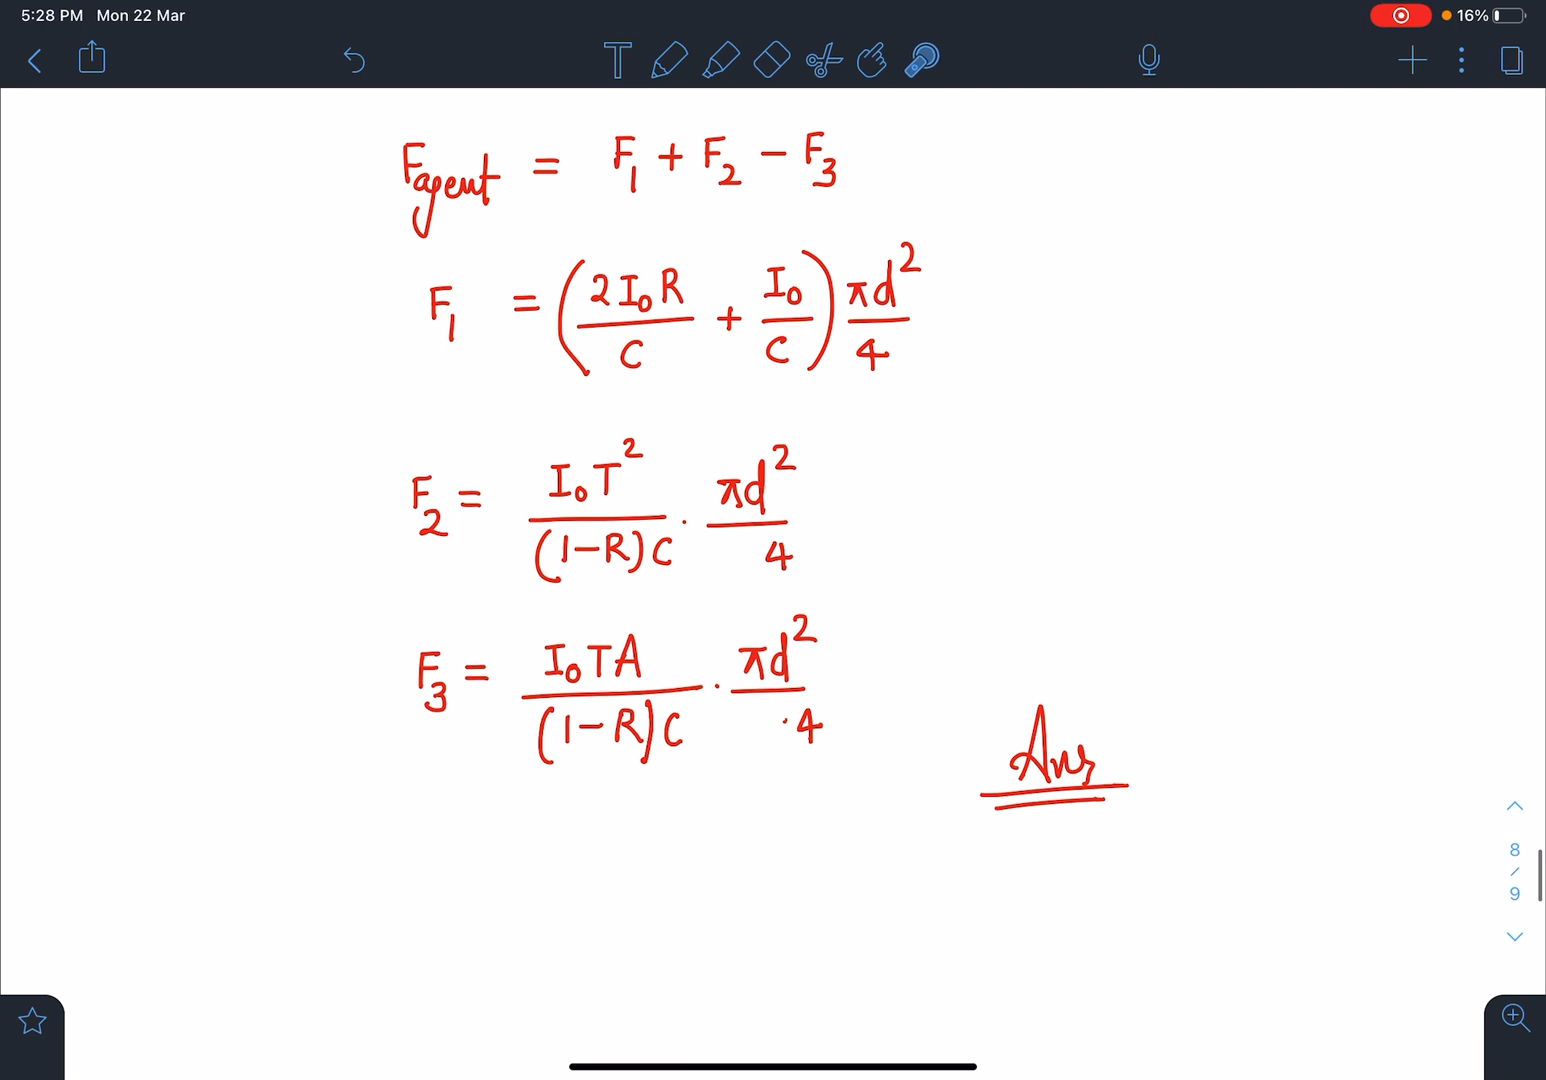 5:28 PM Mon 22 Mar
16%
T
F_agent = F₁ + F₂ − F₃
F₁ = (2I₀R/C + I₀/C) πd²/4
F₂ = I₀T²/(1−R)C · πd²/4
F₃ = I₀TA/(1−R)C · πd²/4
Ans
8
/
9